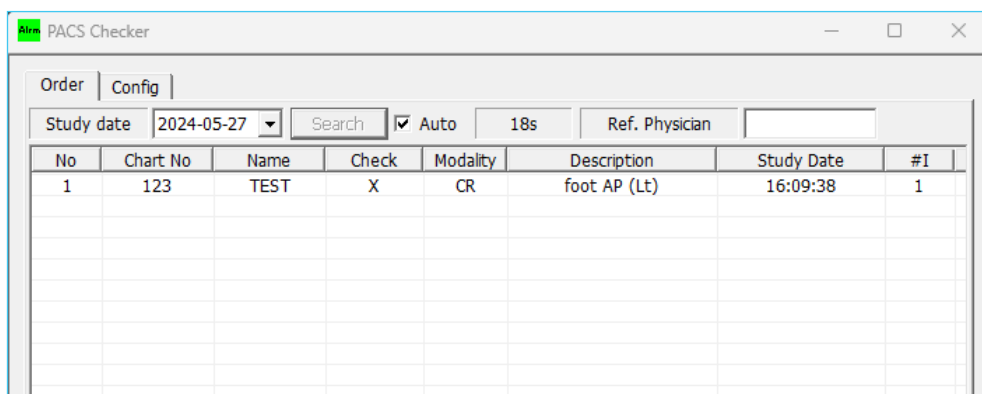 Alrm PACS Checker
Order Config
Study date 2024-05-27 Search Auto 18s Ref. Physician
No Chart No Name Check Modality Description Study Date #I
1 123 TEST X CR foot AP (Lt) 16:09:38 1